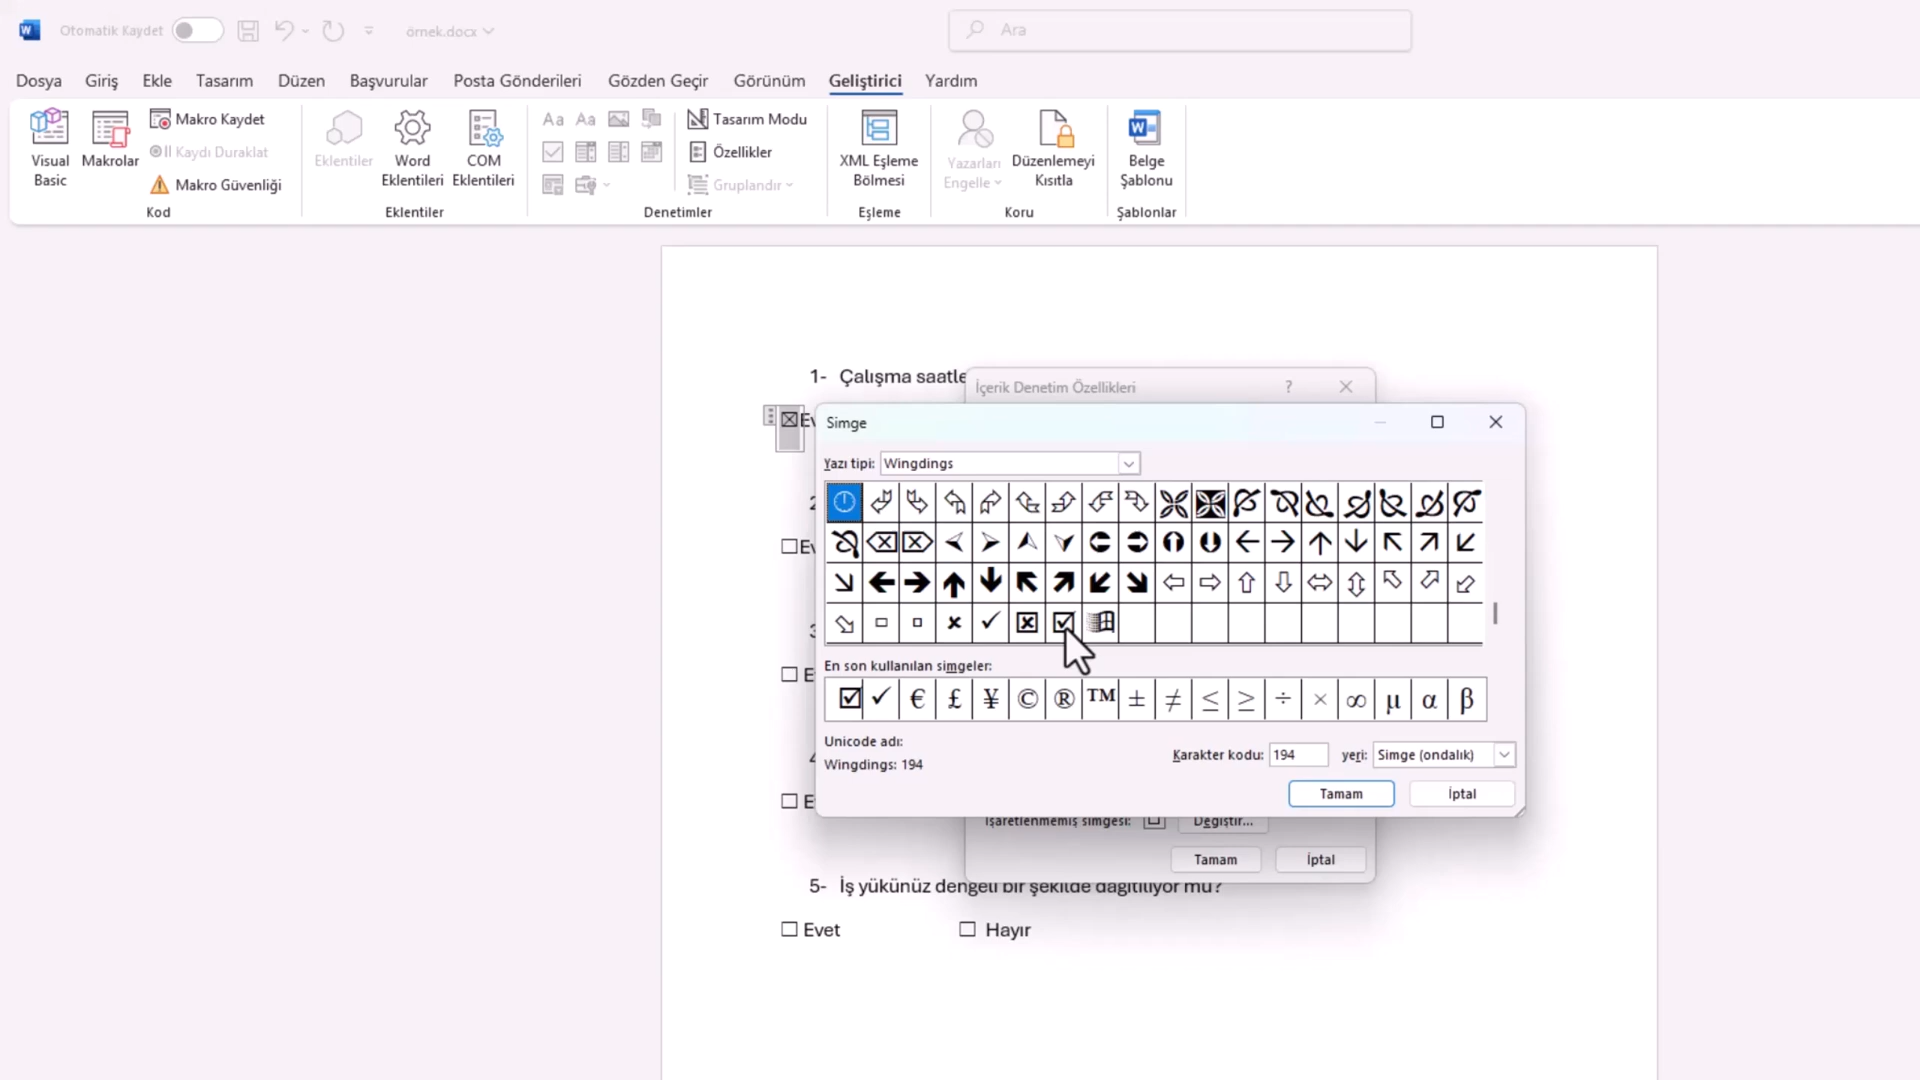 Otomatik Kaydet örnek.docx Ara
Dosya Giriş Ekle Tasarım Düzen Başvurular Posta Gönderileri Gözden Geçir Görünüm Geliştirici Yardım
Visual Basic
Makrolar
Makro Kaydet
Kaydı Duraklat
Makro Güvenliği
Kod
Eklentiler
Word Eklentileri
COM Eklentileri
Eklentiler
Aa Aa
Tasarım Modu
Özellikler
Gruplandır
Denetimler
XML Eşleme Bölmesi
Eşleme
Yazarları Engelle
Düzenlemeyi Kısıtla
Koru
Belge Şablonu
Şablonlar
1- Çalışma saatle
İçerik Denetim Özellikleri ?
☒Ev
Simge
Yazı tipi: Wingdings
☐Ev
☐ E
En son kullanılan simgeler:
☑ ✓ € £ ¥ © ® ™ ± ≠ ≤ ≥ ÷ × ∞ µ α β
Unicode adı:
Wingdings: 194
Karakter kodu: 194 yeri: Simge (ondalık)
Tamam İptal
☐ E
İşaretlenmemiş simgesi: ☐ Değiştir...
Tamam İptal
5- İş yükünüz dengeli bir şekilde dağıtılıyor mu?
☐ Evet ☐ Hayır